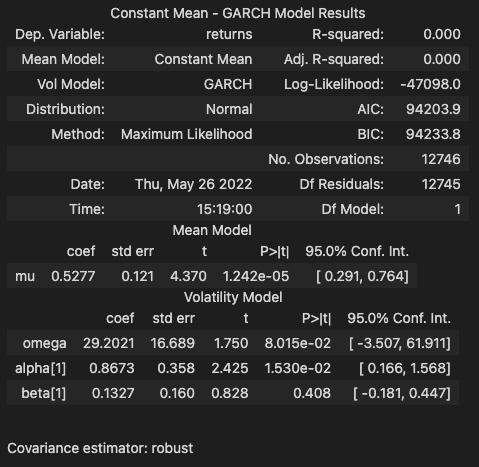 Constant Mean - GARCH Model Results
Dep. Variable: returns R-squared: 0.000
Mean Model: Constant Mean Adj. R-squared: 0.000
Vol Model: GARCH Log-Likelihood: -47098.0
Distribution: Normal AIC: 94203.9
Method: Maximum Likelihood BIC: 94233.8
No. Observations: 12746
Date: Thu, May 26 2022 Df Residuals: 12745
Time: 15:19:00 Df Model: 1
Mean Model
coef std err t P>|t| 95.0% Conf. Int.
mu 0.5277 0.121 4.370 1.242e-05 [ 0.291, 0.764]
Volatility Model
coef std err t P>|t| 95.0% Conf. Int.
omega 29.2021 16.689 1.750 8.015e-02 [ -3.507, 61.911]
alpha[1] 0.8673 0.358 2.425 1.530e-02 [ 0.166, 1.568]
beta[1] 0.1327 0.160 0.828 0.408 [ -0.181, 0.447]
Covariance estimator: robust